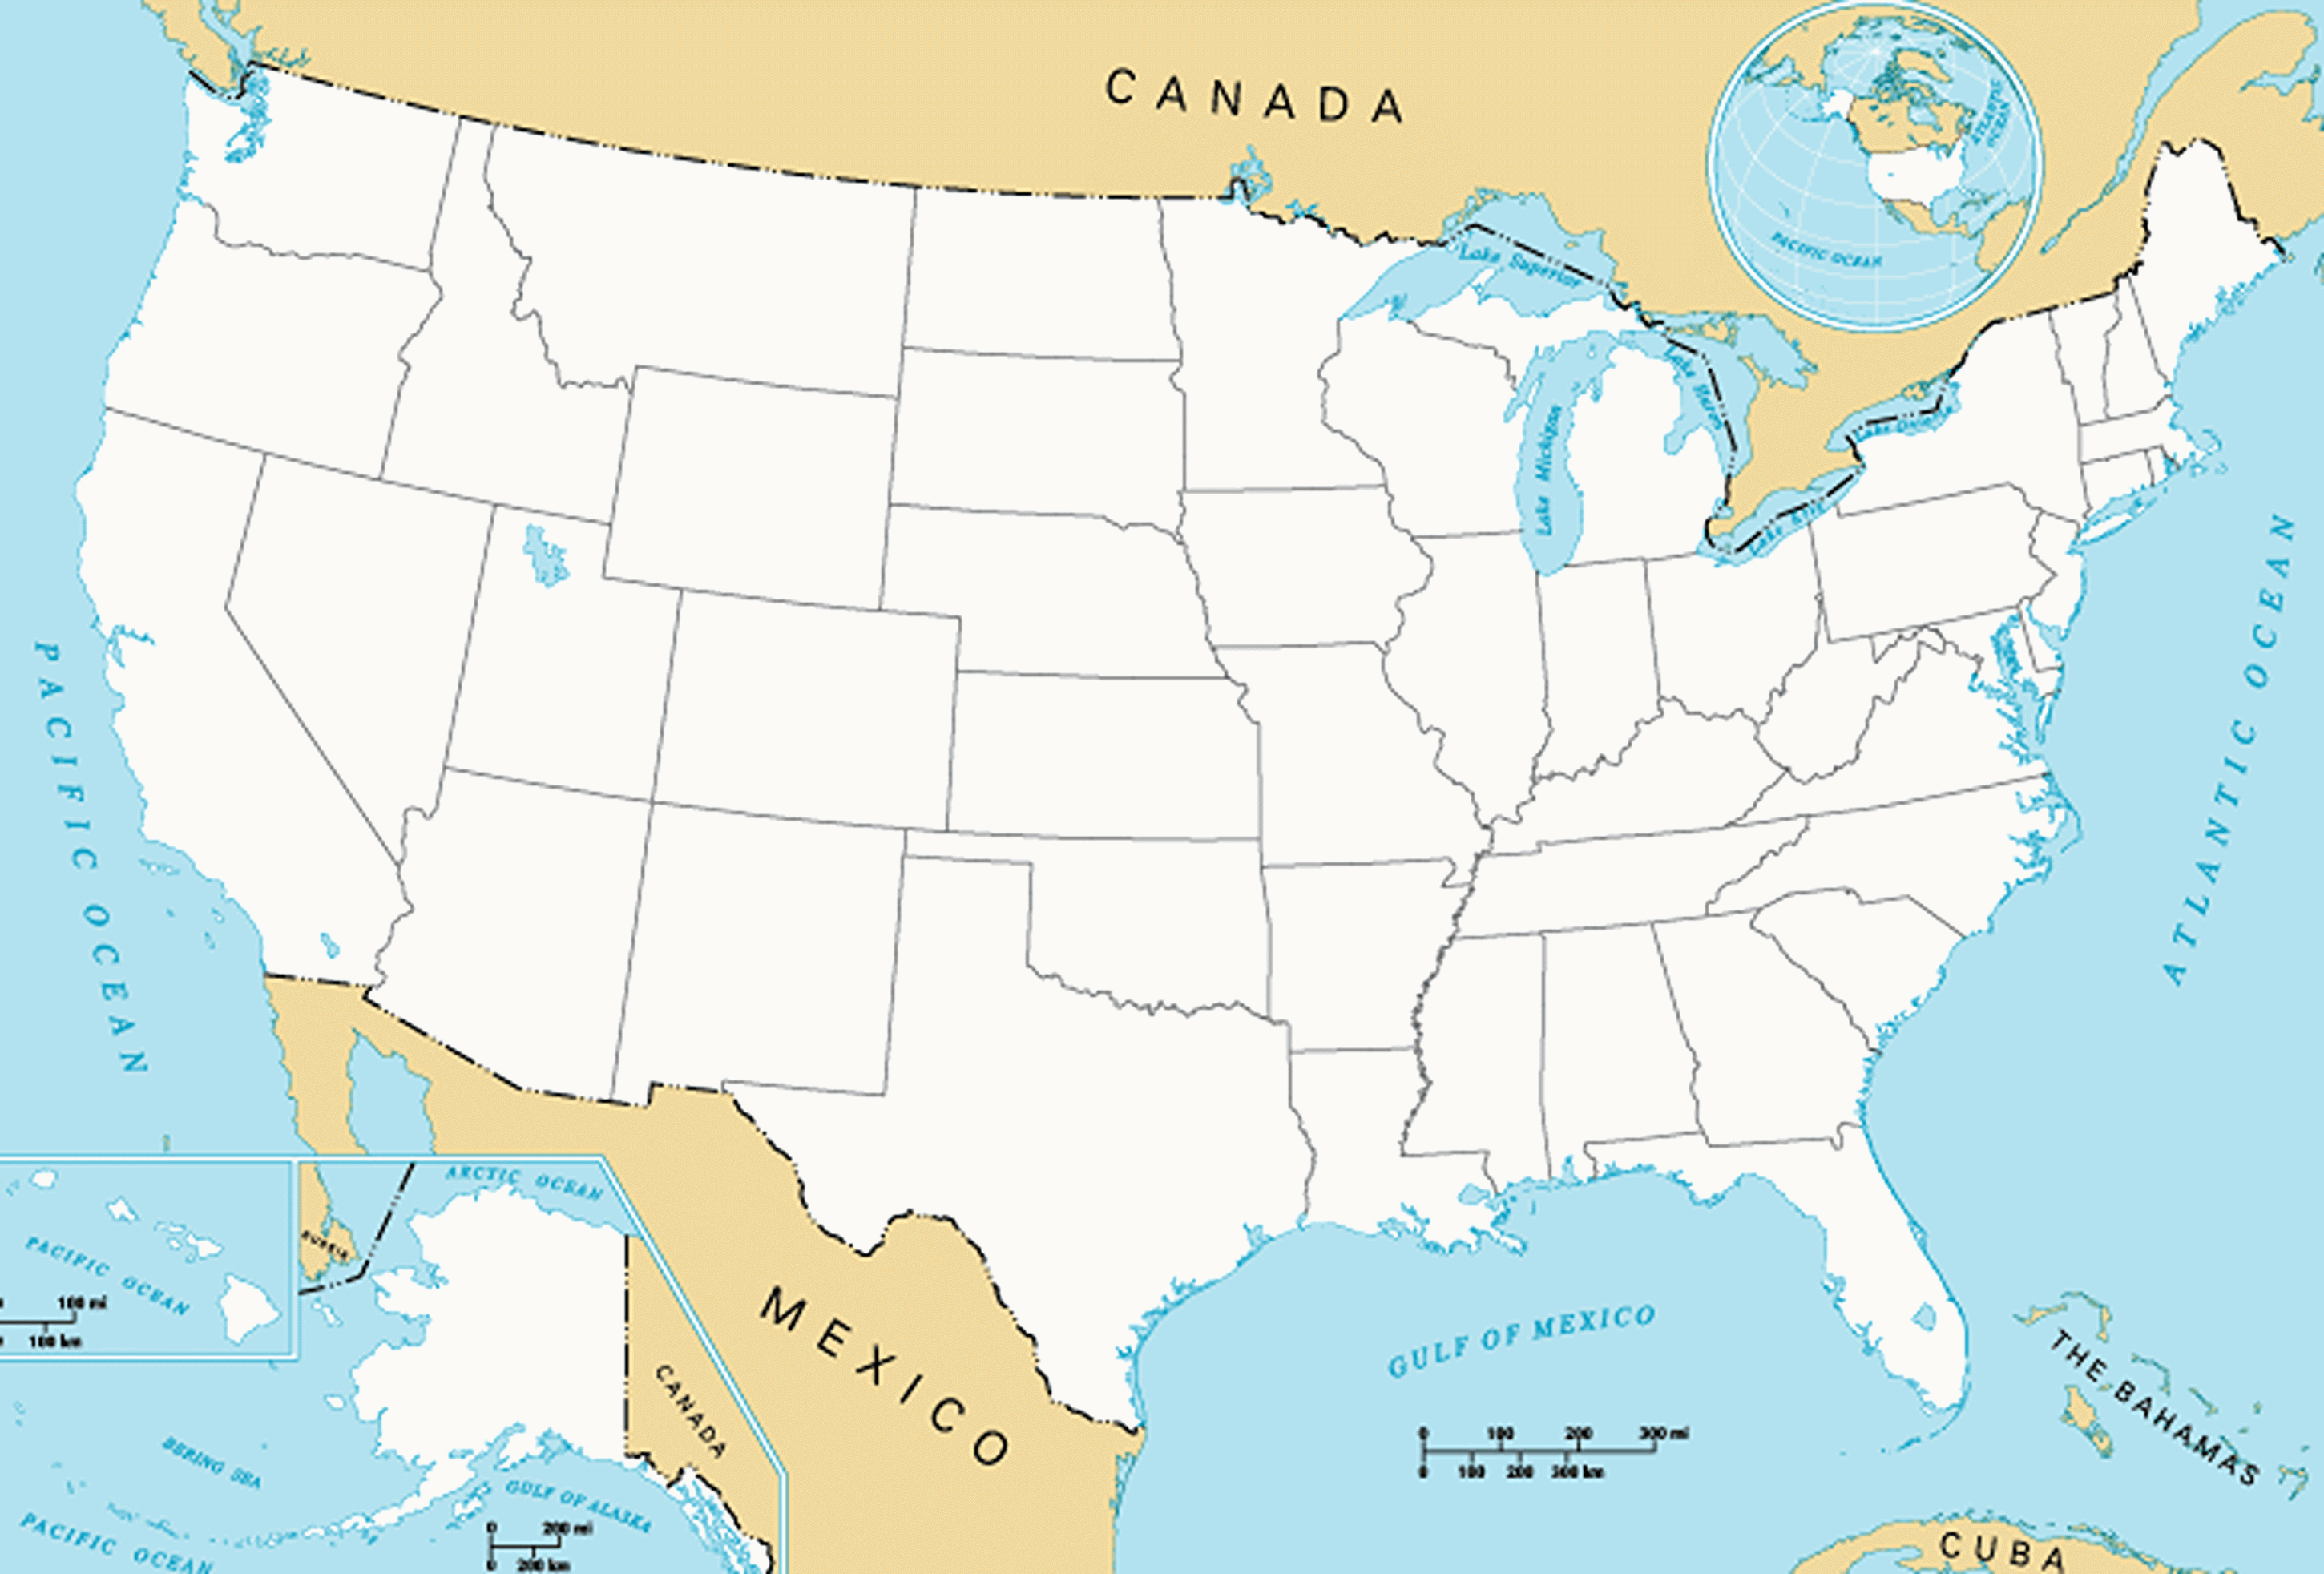 CANADA
ATLANTIC
OCEAN
PACIFIC OCEAN
Lake Superior
Lake Huron
Lake Michigan
Lake Ontario
Lake Erie
PACIFIC OCEAN
ATLANTIC OCEAN
ARCTIC OCEAN
RUSSIA
PACIFIC OCEAN
100 mi
100 km
MEXICO
GULF OF MEXICO
THE BAHAMAS
CANADA
0 100 200 300 mi
0 100 200 300 km
BERING SEA
GULF OF ALASKA
PACIFIC OCEAN
0 200 mi
0 200 km
CUBA